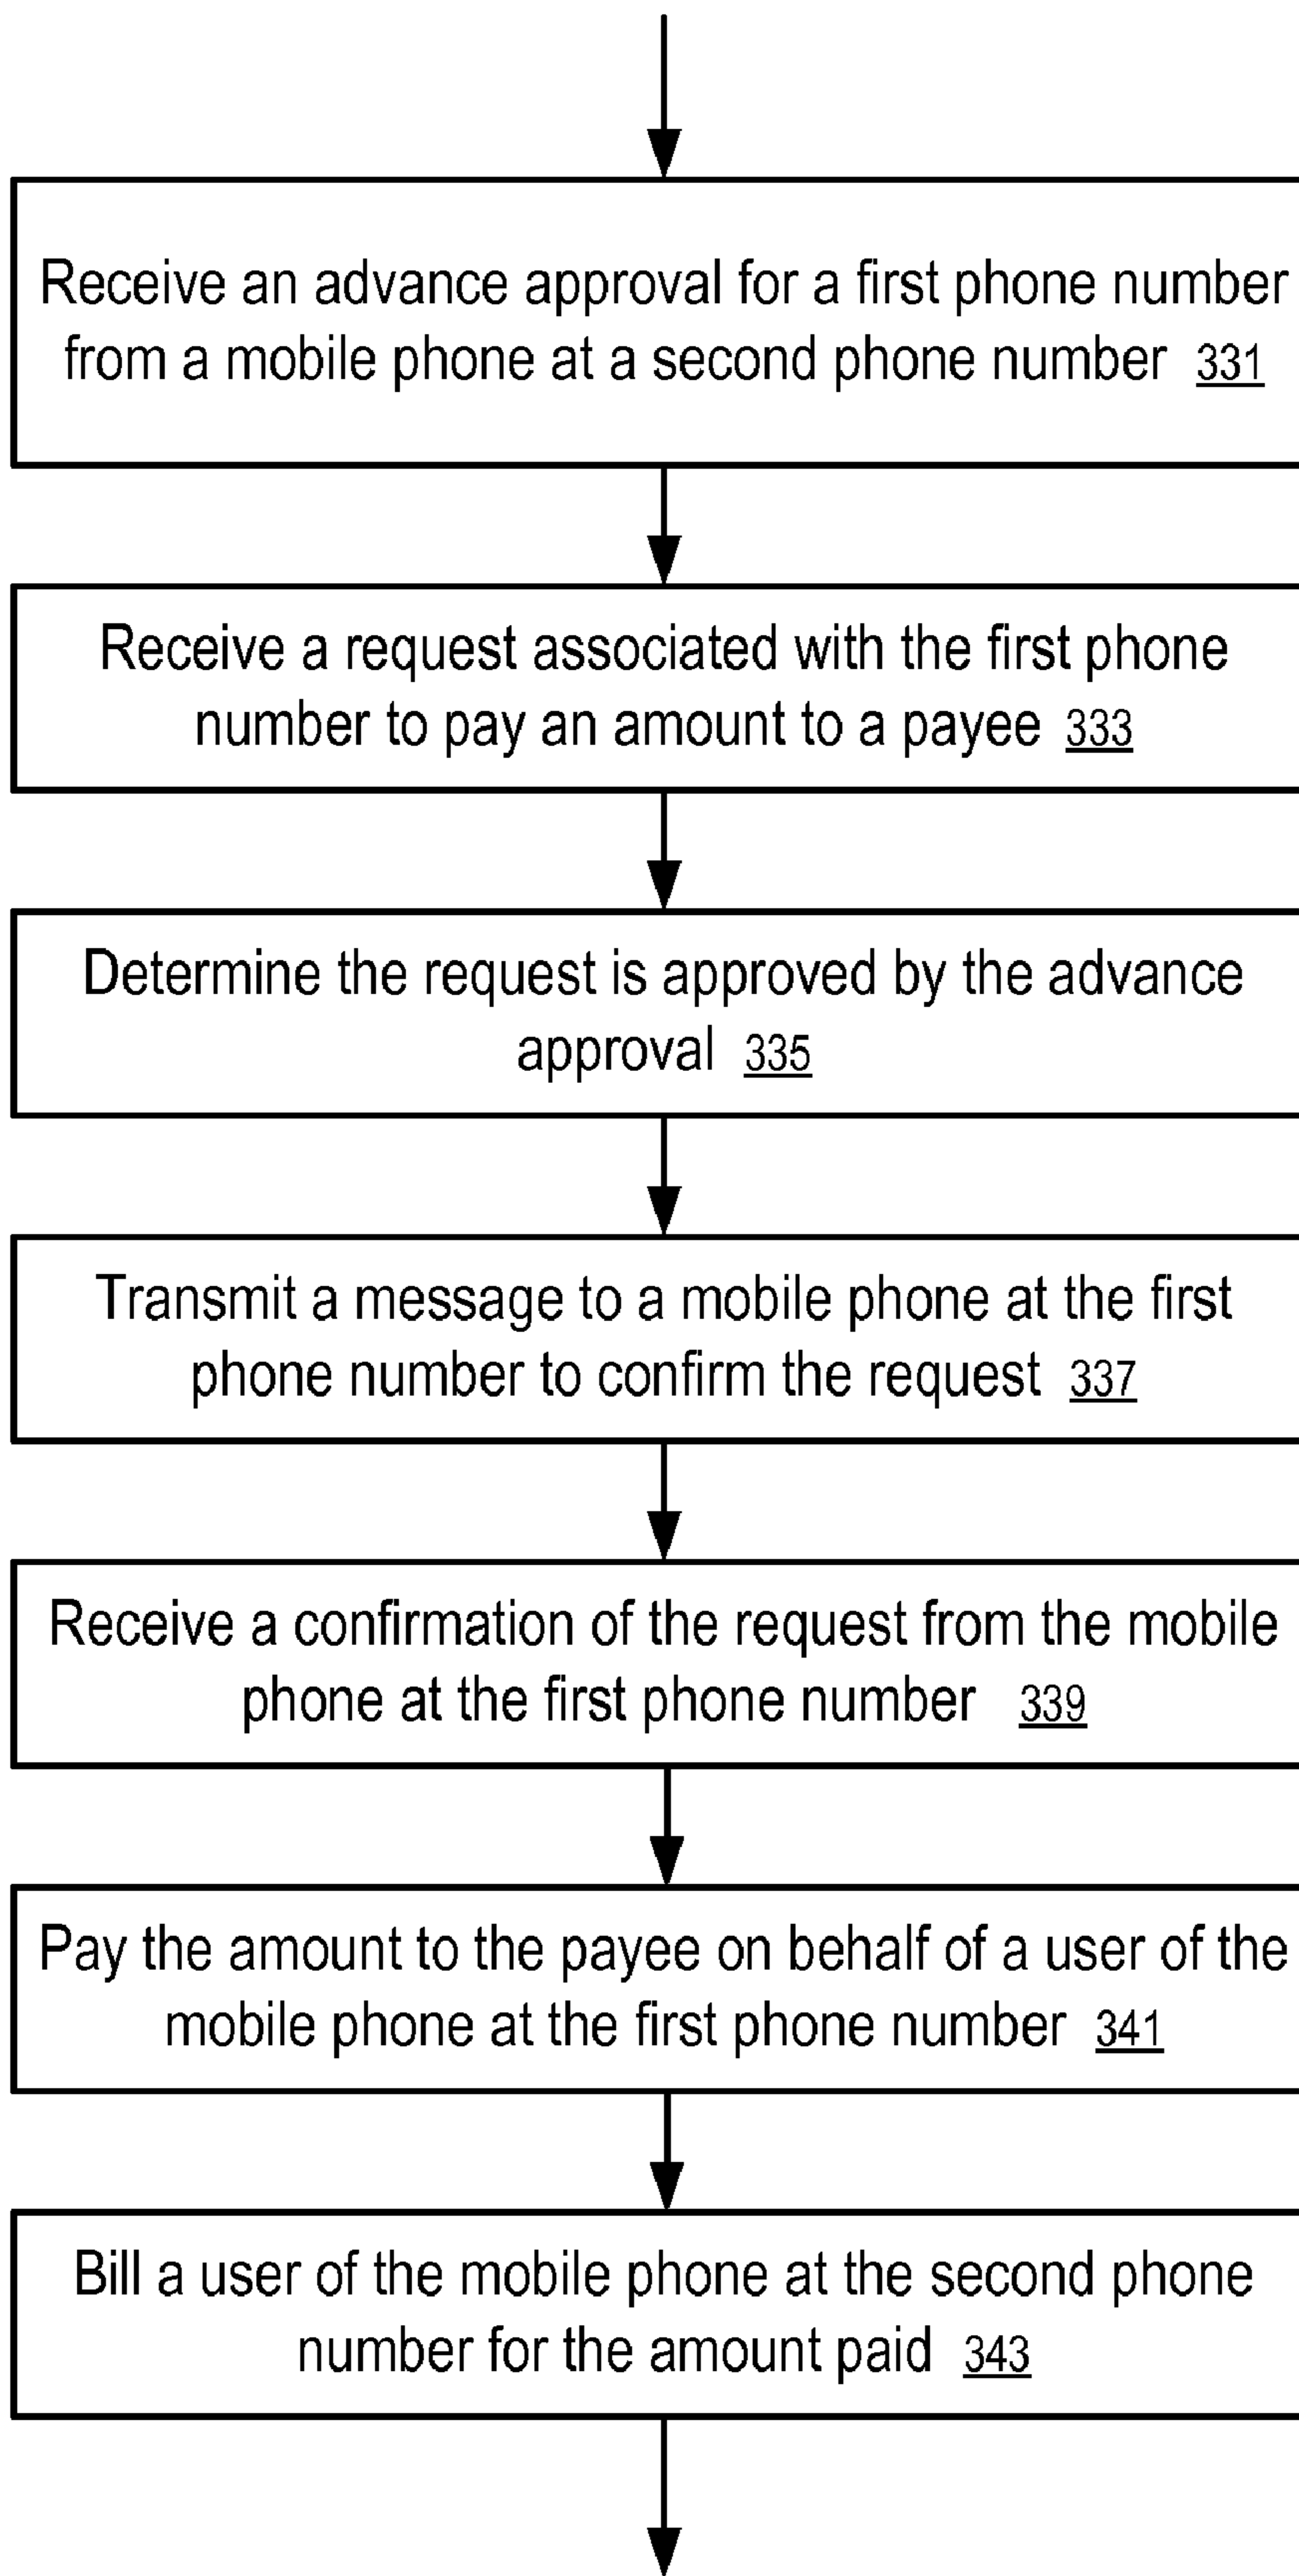 Receive an advance approval for a first phone number
from a mobile phone at a second phone number 331
Receive a request associated with the first phone
number to pay an amount to a payee 333
Determine the request is approved by the advance
approval 335
Transmit a message to a mobile phone at the first
phone number to confirm the request 337
Receive a confirmation of the request from the mobile
phone at the first phone number 339
Pay the amount to the payee on behalf of a user of the
mobile phone at the first phone number 341
Bill a user of the mobile phone at the second phone
number for the amount paid 343